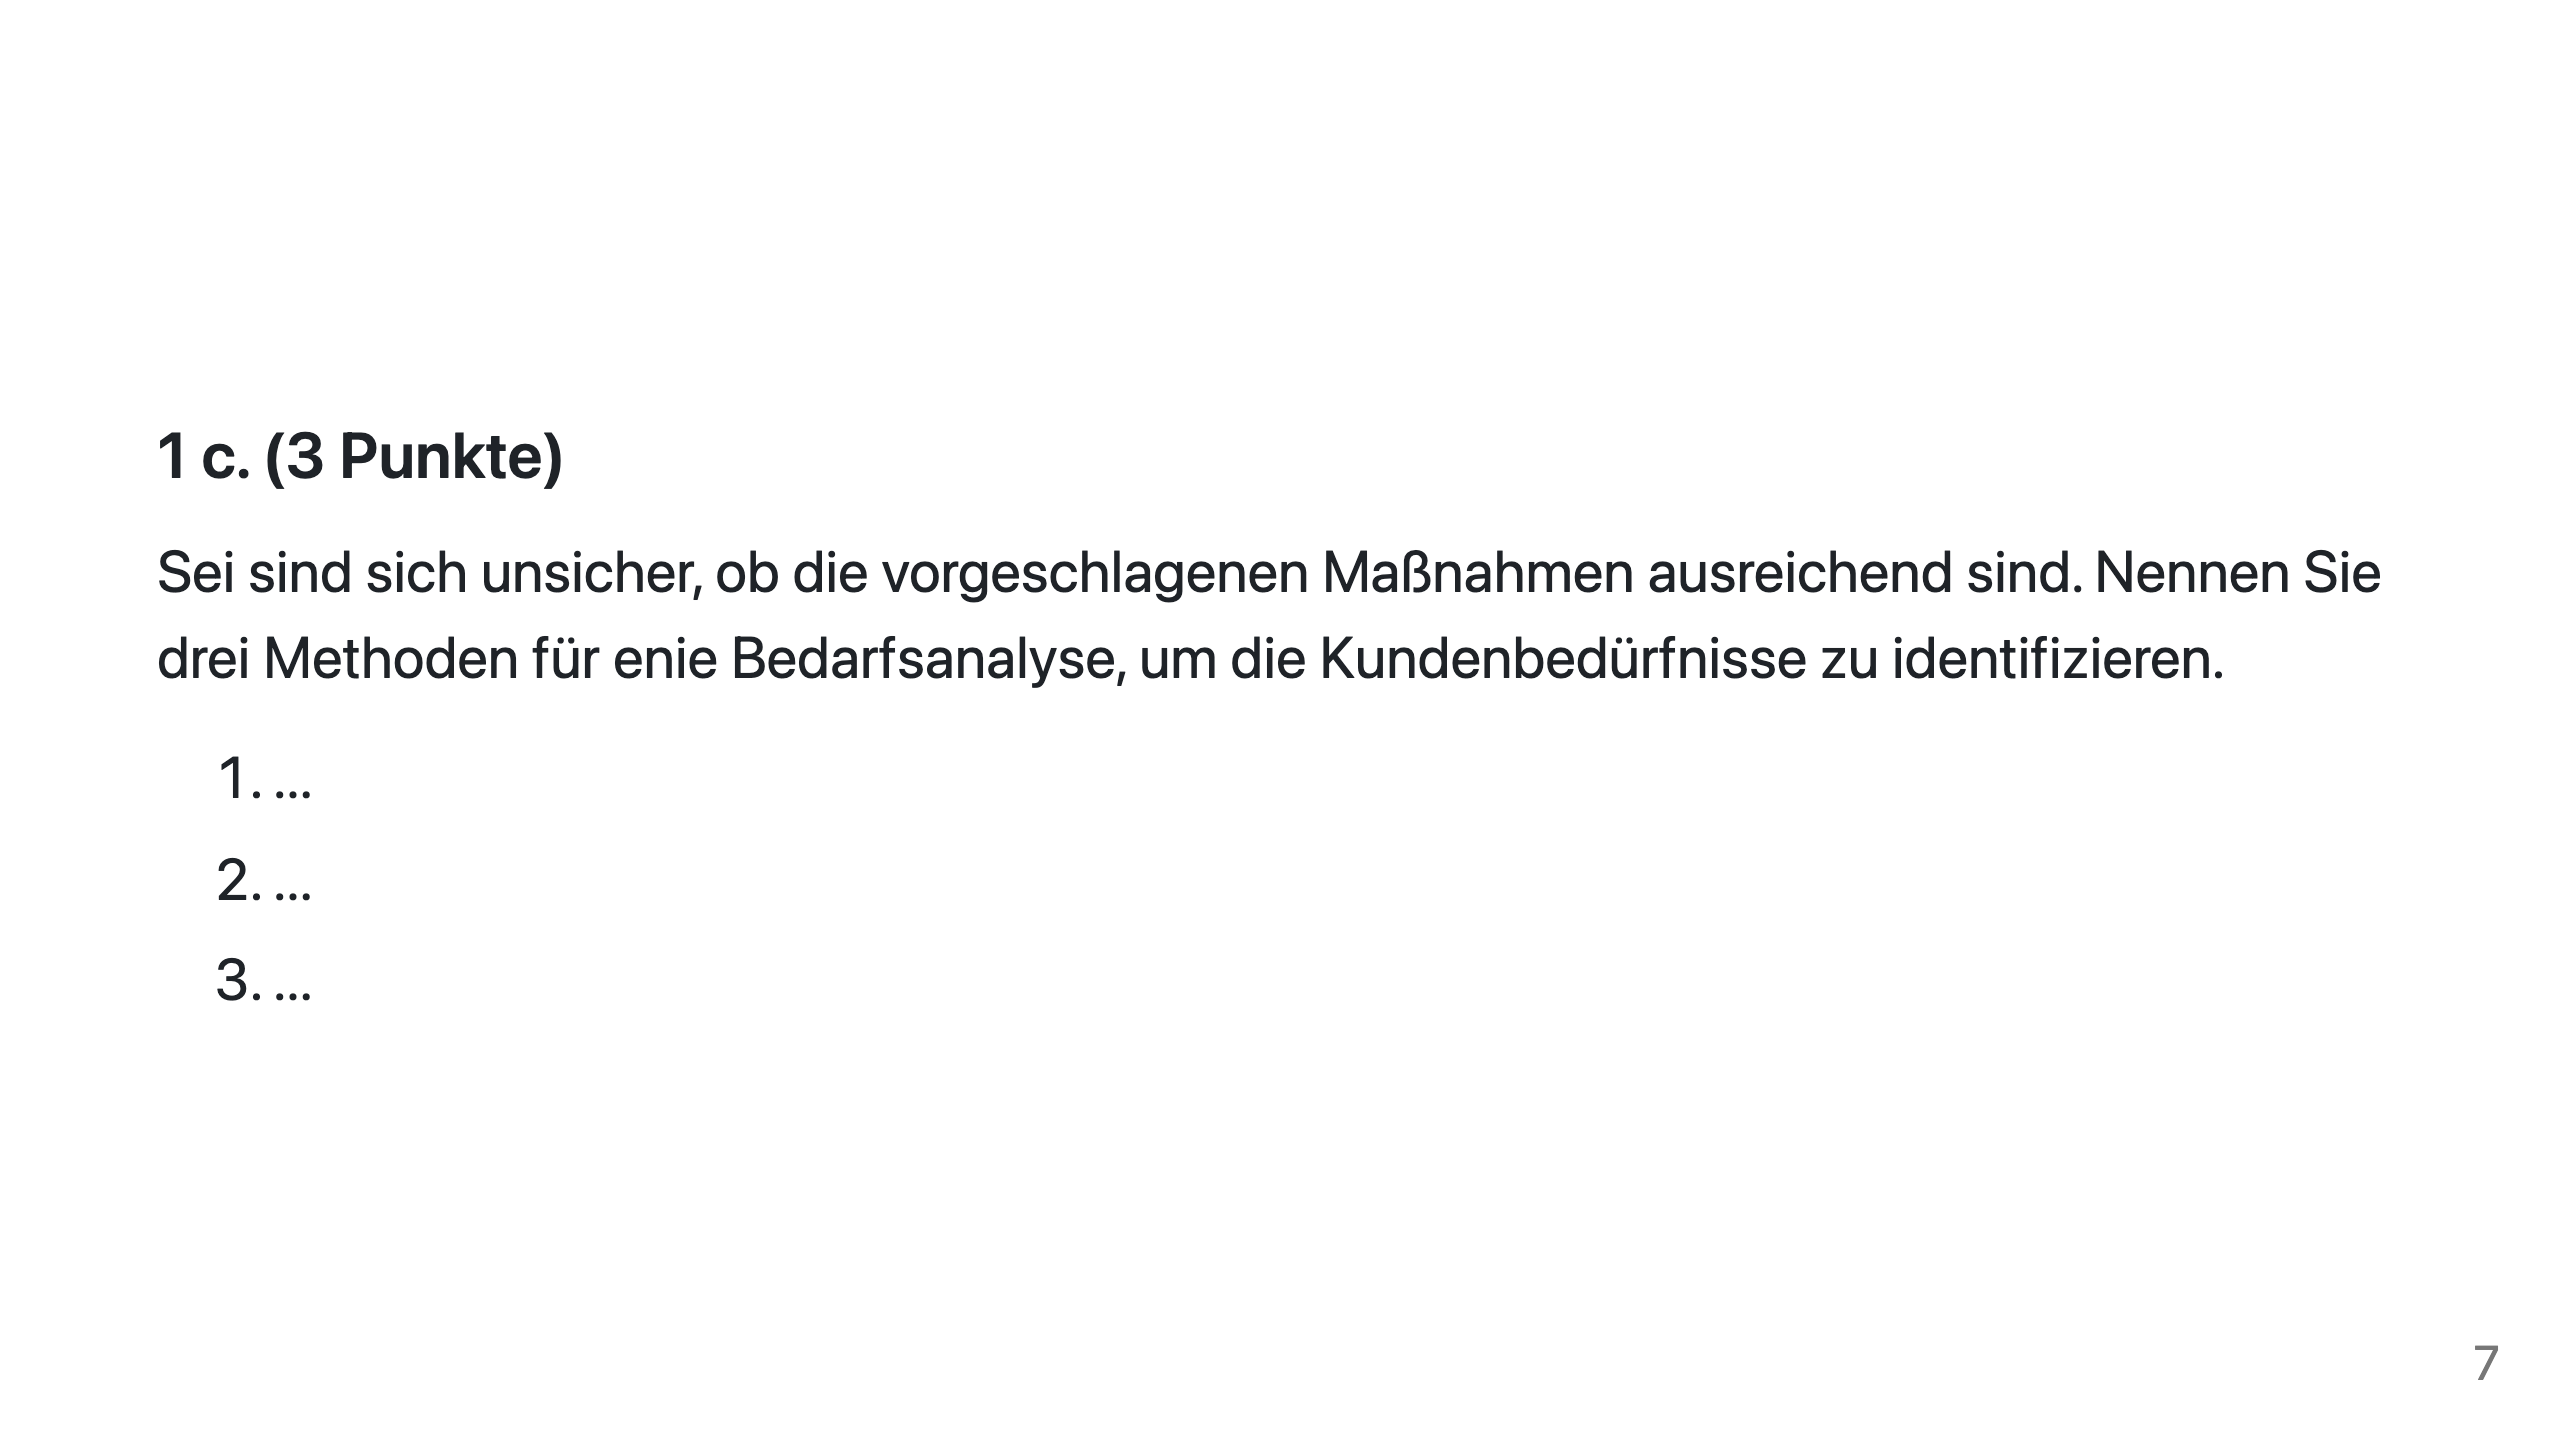 1 c. (3 Punkte)
Sei sind sich unsicher, ob die vorgeschlagenen Maßnahmen ausreichend sind. Nennen Sie
drei Methoden für enie Bedarfsanalyse, um die Kundenbedürfnisse zu identifizieren.
1. ...
2. ...
3. ...
7